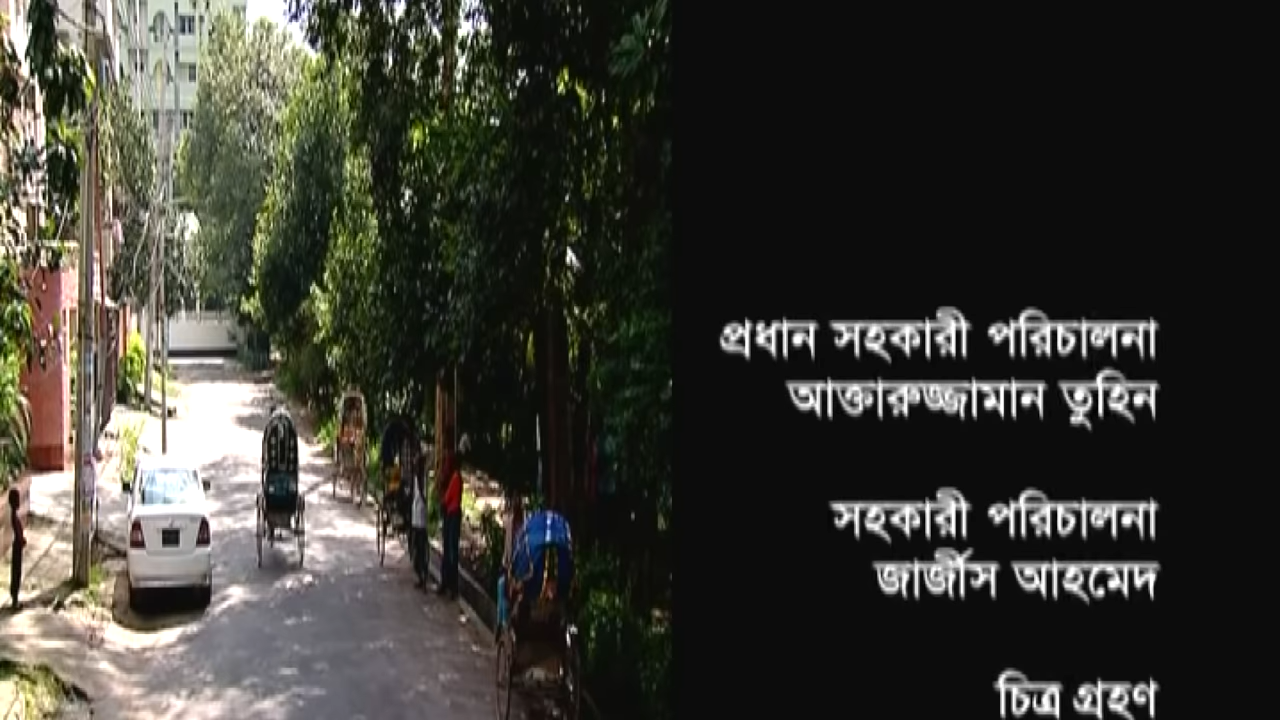 প্রধান সহকারী পরিচালনা
আক্তারুজ্জামান তুহিন
সহকারী পরিচালনা
জার্জীস আহমেদ
চিত্র গ্রহণ